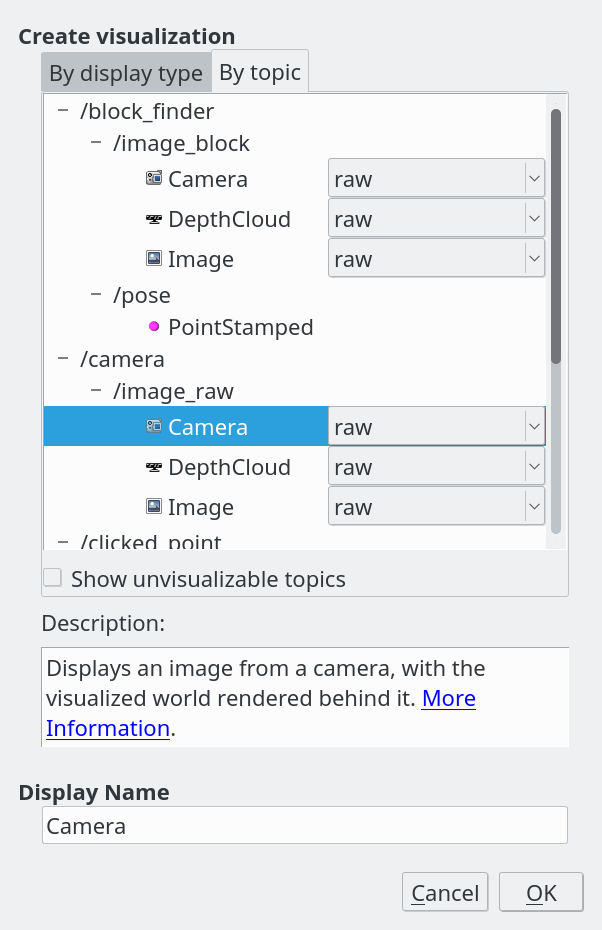 Create visualization
By display type By topic
/block_finder
/image_block
Camera raw
DepthCloud raw
Image raw
/pose
PointStamped
/camera
/image_raw
Camera raw
DepthCloud raw
Image raw
/clicked_point
Show unvisualizable topics
Description:
Displays an image from a camera, with the
visualized world rendered behind it. More
Information.
Display Name
Camera
Cancel OK